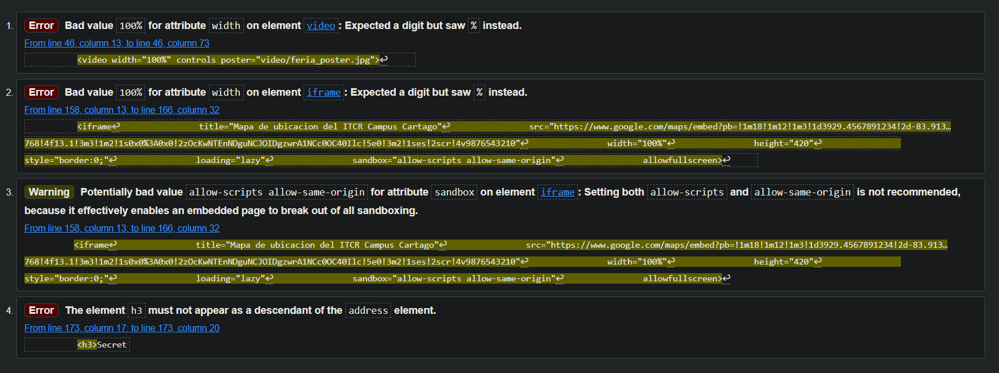 1. Error Bad value 100% for attribute width on element video: Expected a digit but saw % instead.
From line 46, column 13; to line 46, column 73
<video width="100%" controls poster="video/feria_poster.jpg">↩
2. Error Bad value 100% for attribute width on element iframe: Expected a digit but saw % instead.
From line 158, column 13; to line 166, column 32
<iframe↩ title="Mapa de ubicacion del ITCR Campus Cartago"↩ src="https://www.google.com/maps/embed?pb=!1m18!1m12!1m3!1d3929.4567891234!2d-83.913…
768!4f13.1!3m3!1m2!1s0x0%3A0x0!2zOcKwNTEnNDguNCJOIDgzwrA1NCc0OC40Ilc!5e0!3m2!1ses!2scr!4v9876543210"↩ width="100%"↩ height="420"↩
style="border:0;"↩ loading="lazy"↩ sandbox="allow-scripts allow-same-origin"↩ allowfullscreen>↩
3. Warning Potentially bad value allow-scripts allow-same-origin for attribute sandbox on element iframe: Setting both allow-scripts and allow-same-origin is not recommended,
because it effectively enables an embedded page to break out of all sandboxing.
From line 158, column 13; to line 166, column 32
<iframe↩ title="Mapa de ubicacion del ITCR Campus Cartago"↩ src="https://www.google.com/maps/embed?pb=!1m18!1m12!1m3!1d3929.4567891234!2d-83.913…
768!4f13.1!3m3!1m2!1s0x0%3A0x0!2zOcKwNTEnNDguNCJOIDgzwrA1NCc0OC40Ilc!5e0!3m2!1ses!2scr!4v9876543210"↩ width="100%"↩ height="420"↩
style="border:0;"↩ loading="lazy"↩ sandbox="allow-scripts allow-same-origin"↩ allowfullscreen>↩
4. Error The element h3 must not appear as a descendant of the address element.
From line 173, column 17; to line 173, column 20
<h3>Secret